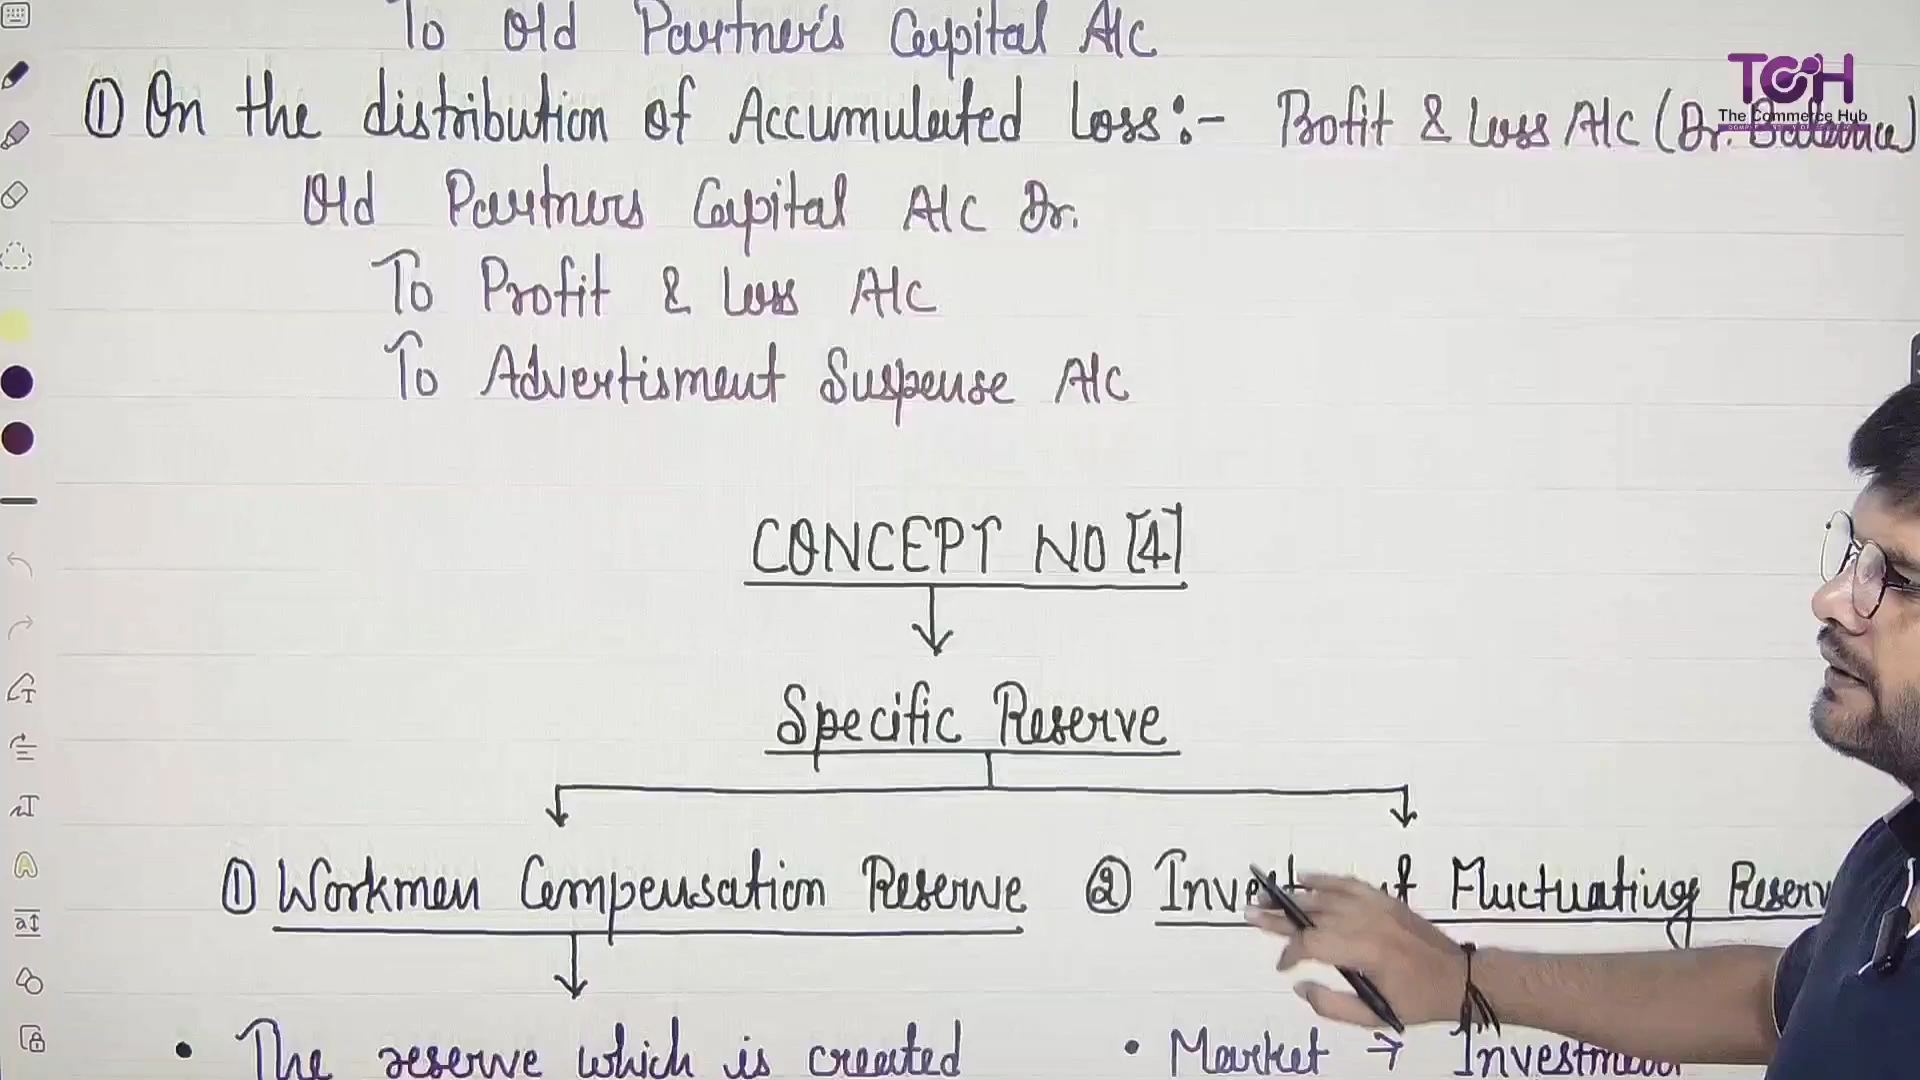 To Old Partner's Capital A/c
① On the distribution of Accumulated Loss:- Profit & Loss A/c (Dr. Balance)
Old Partners Capital A/c Dr.
To Profit & Loss A/c
To Advertisment Suspense A/c
CONCEPT NO [4]
Specific Reserve
① Workmen Compensation Reserve
② Investment Fluctuating Reserv
• The reserve which is created
• Market → Investment
TCH
The Commerce Hub